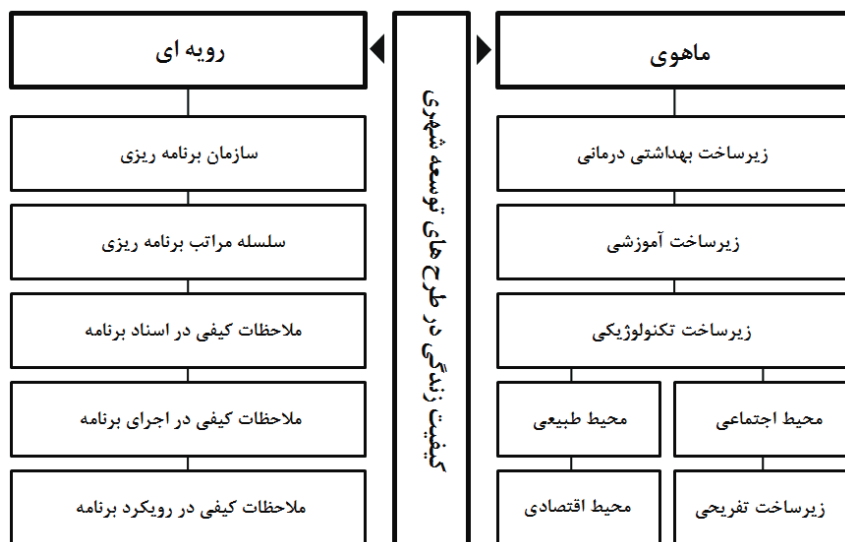 ماهوی
زیرساخت بهداشتی درمانی
زیرساخت آموزشی
زیرساخت تکنولوژیکی
محیط اجتماعی
محیط طبیعی
زیرساخت تفریحی
محیط اقتصادی
کیفیت زندگی در طرح های توسعه شهری
رویه ای
سازمان برنامه ریزی
سلسله مراتب برنامه ریزی
ملاحظات کیفی در اسناد برنامه
ملاحظات کیفی در اجرای برنامه
ملاحظات کیفی در رویکرد برنامه